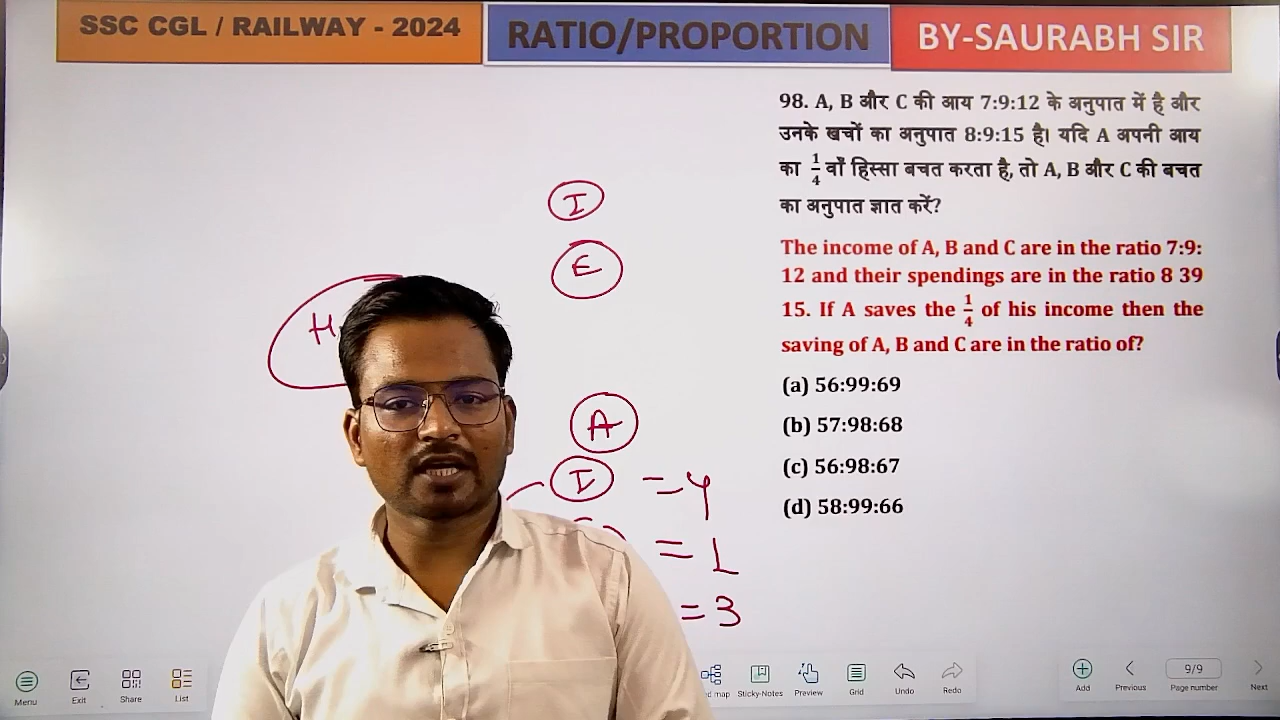 SSC CGL / RAILWAY - 2024
RATIO/PROPORTION
BY-SAURABH SIR
98. A, B और C की आय 7:9:12 के अनुपात में है और
उनके खर्चों का अनुपात 8:9:15 है। यदि A अपनी आय
का 1/4 वाँ हिस्सा बचत करता है, तो A, B और C की बचत
का अनुपात ज्ञात करें?
The income of A, B and C are in the ratio 7:9:
12 and their spendings are in the ratio 8 39
15. If A saves the 1/4 of his income then the
saving of A, B and C are in the ratio of?
(a) 56:99:69
(b) 57:98:68
(c) 56:98:67
(d) 58:99:66
I
E
H
A
I = 4
= 1
= 3
Menu
Exit
Share
List
Sticky-Notes
Preview
Grid
Undo
Redo
Add
Previous
9/9
Page number
Next